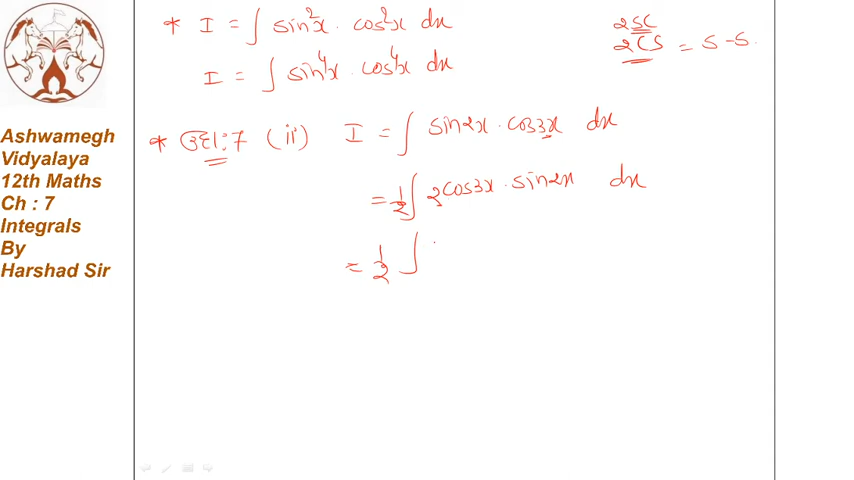 Ashwamegh
Vidyalaya
12th Maths
Ch : 7
Integrals
By
Harshad Sir
* I = ∫ sin²x · cos²x dx
I = ∫ sin⁴x · cos⁴x dx
2SC
2CS = S - S.
* ઉદા:7 (ii) I = ∫ sin2x · cos3x dx
= 1/2 ∫ 2cos3x · sin2x dx
= 1/2 ∫